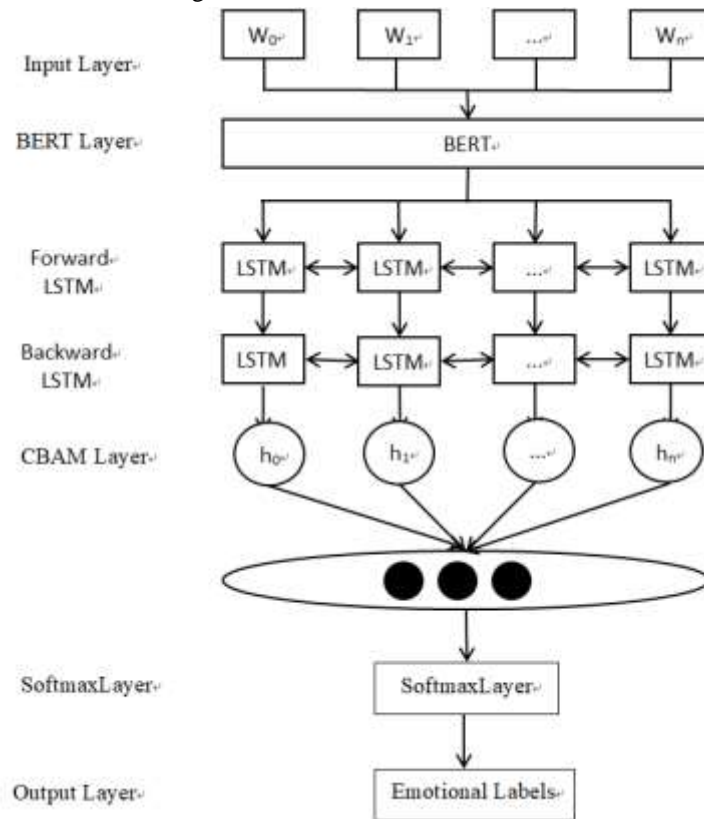 W₀ W₁ ... Wₙ
Input Layer
BERT Layer
BERT
Forward
LSTM
LSTM LSTM ... LSTM
Backward
LSTM
LSTM LSTM ... LSTM
CBAM Layer
h₀ h₁ ... hₙ
SoftmaxLayer
SoftmaxLayer
Output Layer
Emotional Labels